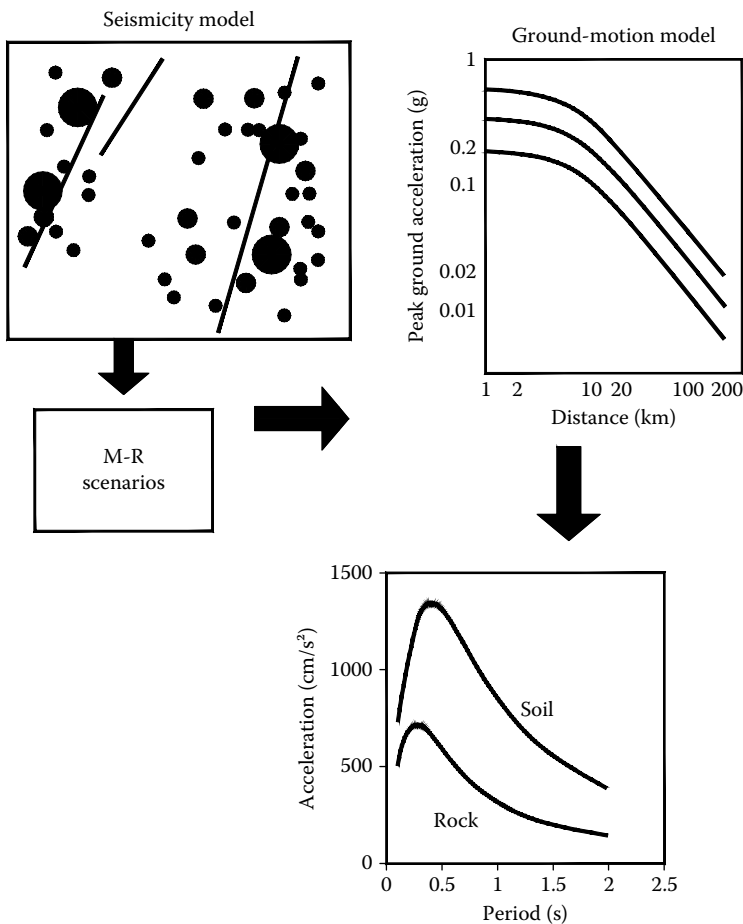 Seismicity model
Ground-motion model
Peak ground acceleration (g)
1
0.2
0.1
0.02
0.01
1 2 10 20 100 200
Distance (km)
M-R
scenarios
Acceleration (cm/s²)
1500
1000
500
0
Soil
Rock
0 0.5 1 1.5 2 2.5
Period (s)